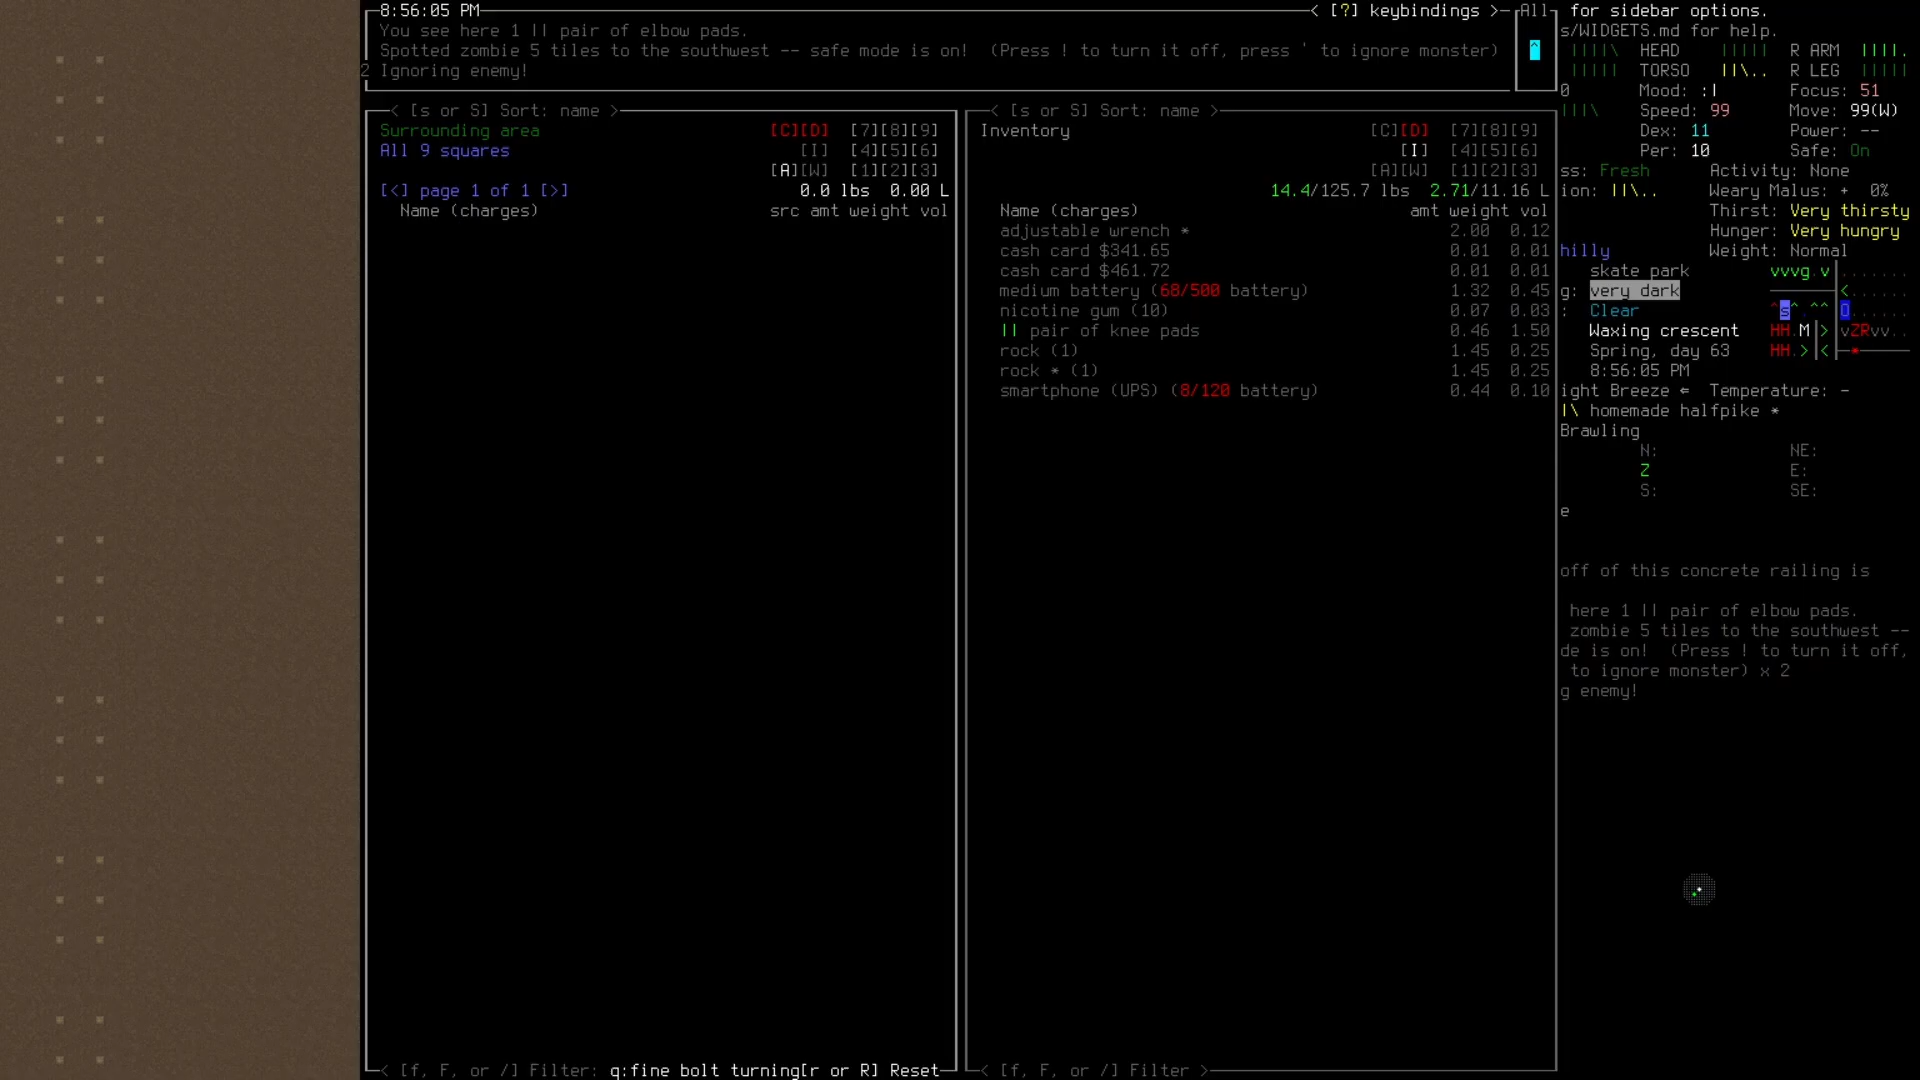 8:56:05 PM
< [?] keybindings >
All
You see here 1 || pair of elbow pads.
Spotted zombie 5 tiles to the southwest -- safe mode is on!  (Press ! to turn it off, press ' to ignore monster)
2 Ignoring enemy!
< [s or S] Sort: name >
Surrounding area [C][D] [7][8][9]
All 9 squares [I] [4][5][6]
[A][W] [1][2][3]
[<] page 1 of 1 [>] 0.0 lbs 0.00 L
Name (charges) src amt weight vol
< [f, F, or /] Filter: q:fine bolt turning[r or R] Reset
< [s or S] Sort: name >
Inventory [C][D] [7][8][9]
[I] [4][5][6]
[A][W] [1][2][3]
14.4/125.7 lbs 2.71/11.16 L
Name (charges) amt weight vol
adjustable wrench * 2.00 0.12
cash card $341.65 0.01 0.01
cash card $461.72 0.01 0.01
medium battery (68/500 battery) 1.32 0.45
nicotine gum (10) 0.07 0.03
|| pair of knee pads 0.46 1.50
rock (1) 1.45 0.25
rock * (1) 1.45 0.25
smartphone (UPS) (8/120 battery) 0.44 0.10
< [f, F, or /] Filter >
for sidebar options.
s/WIDGETS.md for help.
||||\ HEAD ||||| R ARM ||||.
||||| TORSO ||\.. R LEG |||||
0 Mood: :| Focus: 51
|||\ Speed: 99 Move: 99(W)
Dex: 11 Power: --
Per: 10 Safe: On
ss: Fresh Activity: None
ion: ||\.. Weary Malus: + 0%
Thirst: Very thirsty
Hunger: Very hungry
hilly Weight: Normal
skate park vvvg.v|.......
g: very dark <......
: Clear ^s^ ^^ O......
Waxing crescent HH.M|>|vZRvv..
Spring, day 63 HH.>|<
8:56:05 PM
ight Breeze ⇐ Temperature: -
|\ homemade halfpike *
Brawling
N: NE:
Z E:
S: SE:
e
off of this concrete railing is
here 1 || pair of elbow pads.
zombie 5 tiles to the southwest --
de is on!  (Press ! to turn it off,
to ignore monster) x 2
g enemy!